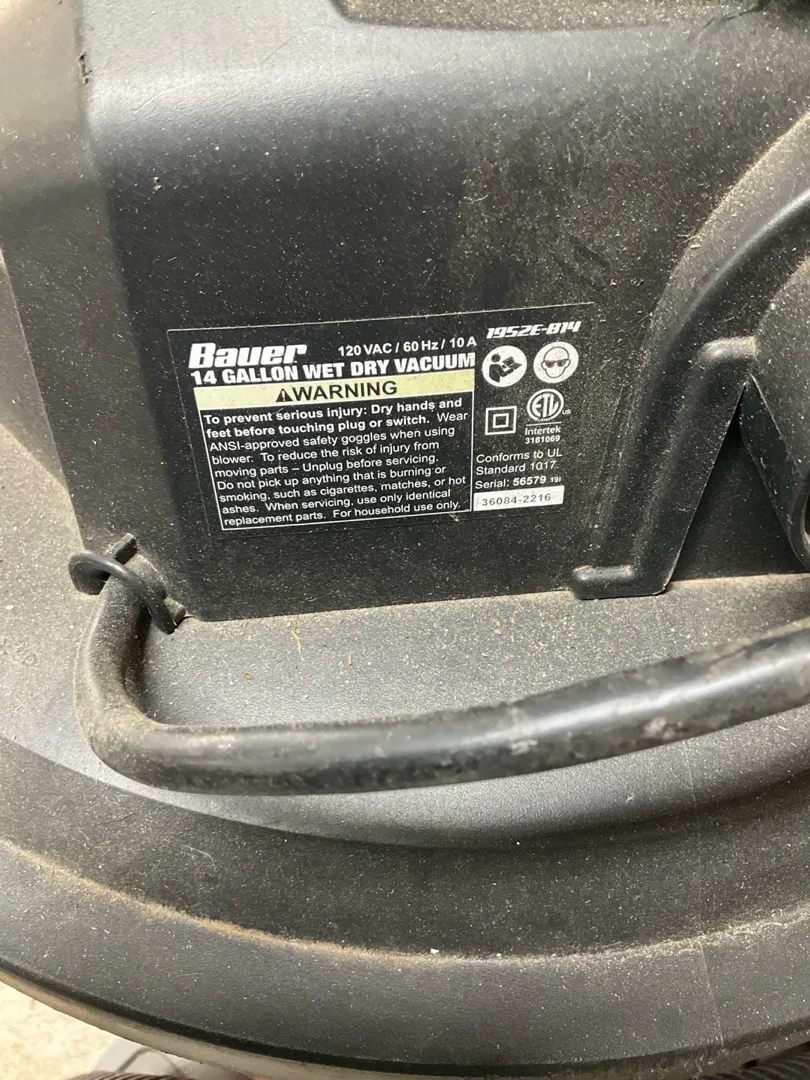 Bauer 120 VAC / 60 Hz / 10 A 1952E-B14
14 GALLON WET DRY VACUUM
WARNING
To prevent serious injury: Dry hands and
feet before touching plug or switch. Wear
ANSI-approved safety goggles when using
blower. To reduce the risk of injury from
moving parts – Unplug before servicing.
Do not pick up anything that is burning or
smoking, such as cigarettes, matches, or hot
ashes. When servicing, use only identical
replacement parts. For household use only.
ETL
US
Intertek
3181069
Conforms to UL
Standard 1017.
Serial: 56579 19i
36084-2216